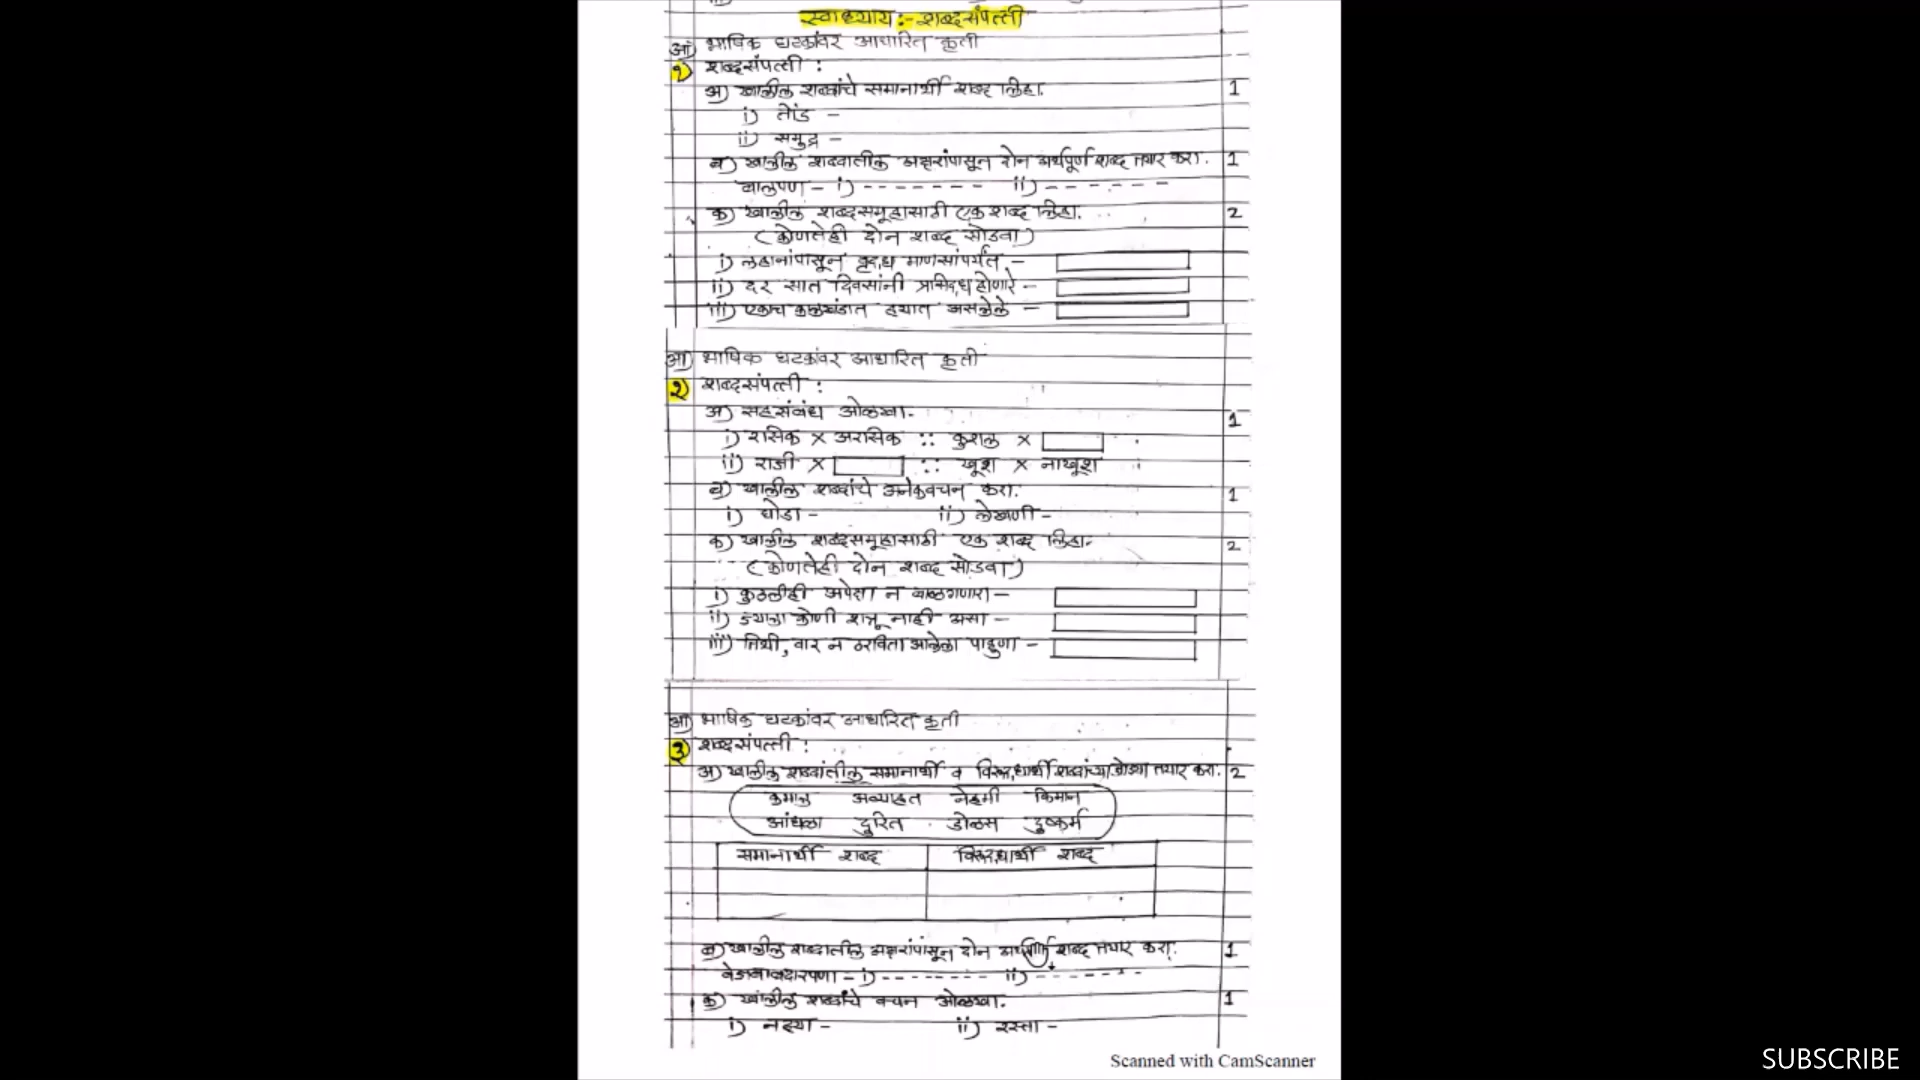 स्वाध्याय :- शब्दसंपत्ती
आ) भाषिक घटकांवर आधारित कृती
१) शब्दसंपत्ती :
अ) खालील शब्दांचे समानार्थी शब्द लिहा. 1
i) तोंड -
ii) समुद्र -
ब) खालील शब्दातील अक्षरांपासून दोन अर्थपूर्ण शब्द तयार करा. 1
बालपण - i) - - - - - - - ii) - - - - - -
क) खालील शब्दसमूहासाठी एक शब्द लिहा. 2
(कोणतेही दोन शब्द सोडवा)
i) लहानांपासून वृद्ध माणसांपर्यंत -
ii) दर सात दिवसांनी प्रसिद्ध होणारे -
iii) एकाच कालखंडात हयात असलेले -
आ) भाषिक घटकांवर आधारित कृती
२) शब्दसंपत्ती :
अ) सहसंबंध ओळखा. 1
i) रसिक × अरसिक :: कुशल ×
ii) राजी × :: खूश × नाखूश
ब) खालील शब्दांचे अनेकवचन करा. 1
i) घोडा - ii) लेखणी -
क) खालील शब्दसमूहासाठी एक शब्द लिहा. 2
(कोणतेही दोन शब्द सोडवा)
i) कुठलीही अपेक्षा न बाळगणारा -
ii) ज्याला कोणी शत्रू नाही असा -
iii) तिथी, वार न ठरविता आलेला पाहुणा -
आ) भाषिक घटकांवर आधारित कृती
३) शब्दसंपत्ती :
अ) खालील शब्दांतील समानार्थी व विरुद्धार्थी शब्दांच्या जोड्या तयार करा. 2
कमाल अव्याहत नेहमी किमान
आंधळा दुरित डोळस दुष्कर्म
समानार्थी शब्द विरुद्धार्थी शब्द
ब) खालील शब्दातील अक्षरांपासून दोन अर्थपूर्ण शब्द तयार करा. 1
बेजबाबदारपणा - i) - - - - - - - - ii) - - - - - -
क) खालील शब्दांचे वचन ओळखा. 1
i) नद्या - ii) रस्ता -
Scanned with CamScanner
SUBSCRIBE